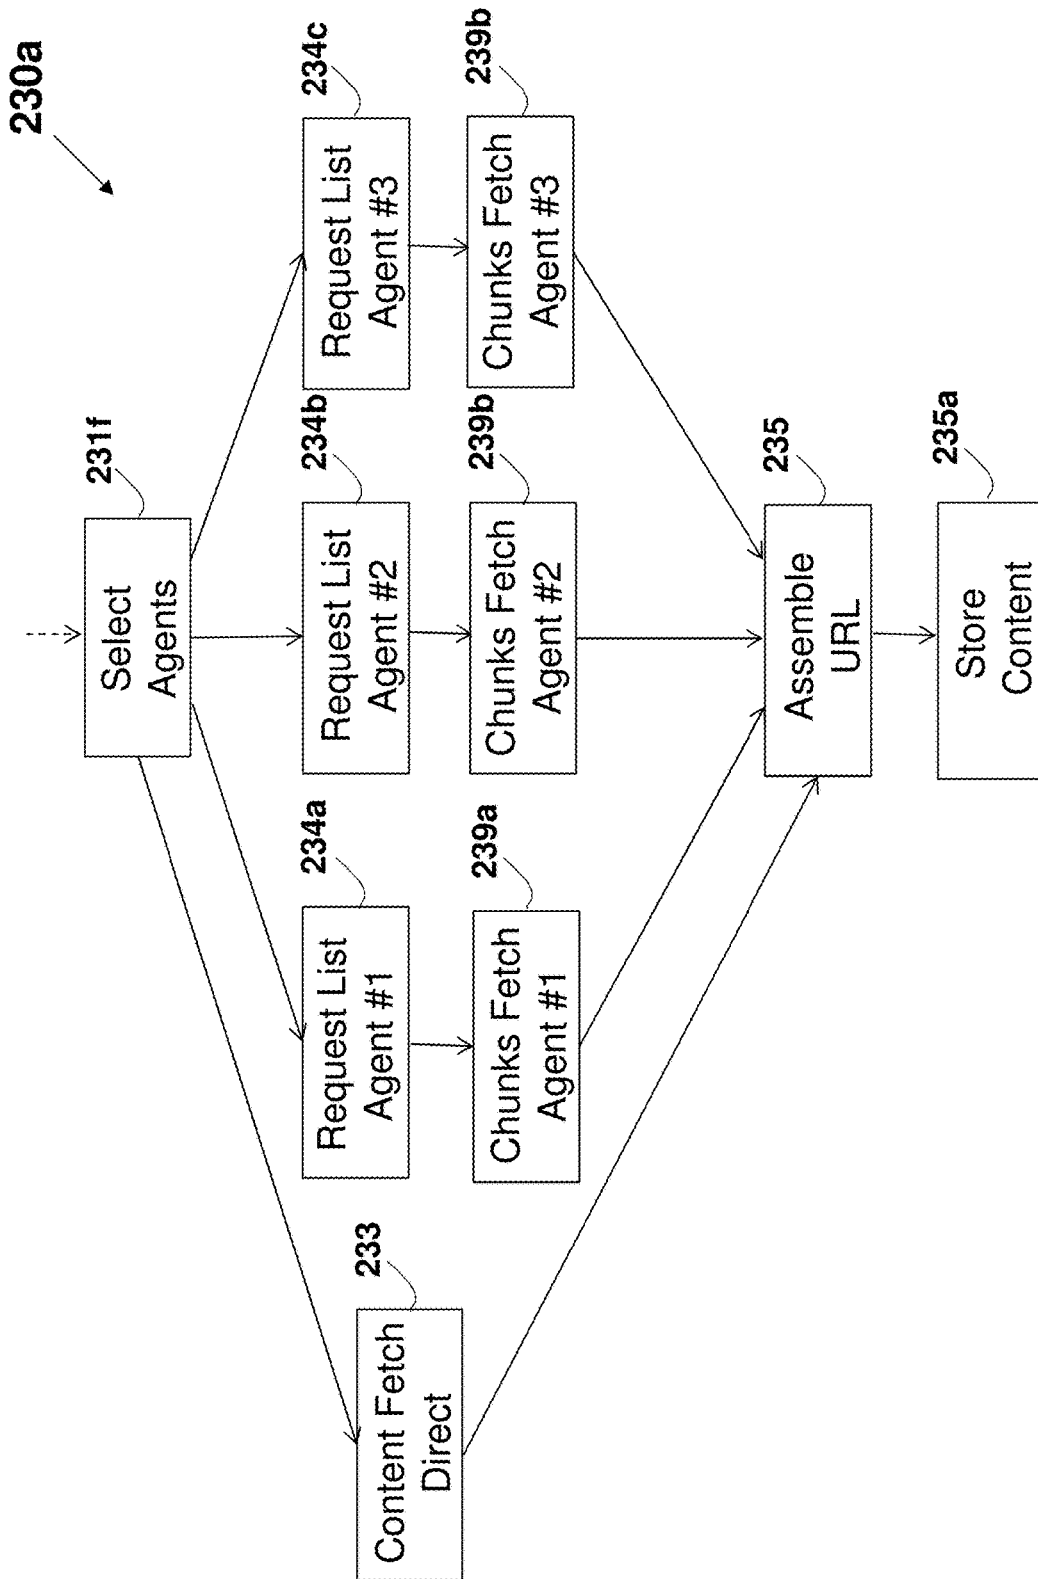 230a
231f
Select
Agents
234a
Request List
Agent #1
234b
Request List
Agent #2
234c
Request List
Agent #3
233
Content Fetch
Direct
239a
Chunks Fetch
Agent #1
239b
Chunks Fetch
Agent #2
239b
Chunks Fetch
Agent #3
235
Assemble
URL
235a
Store
Content